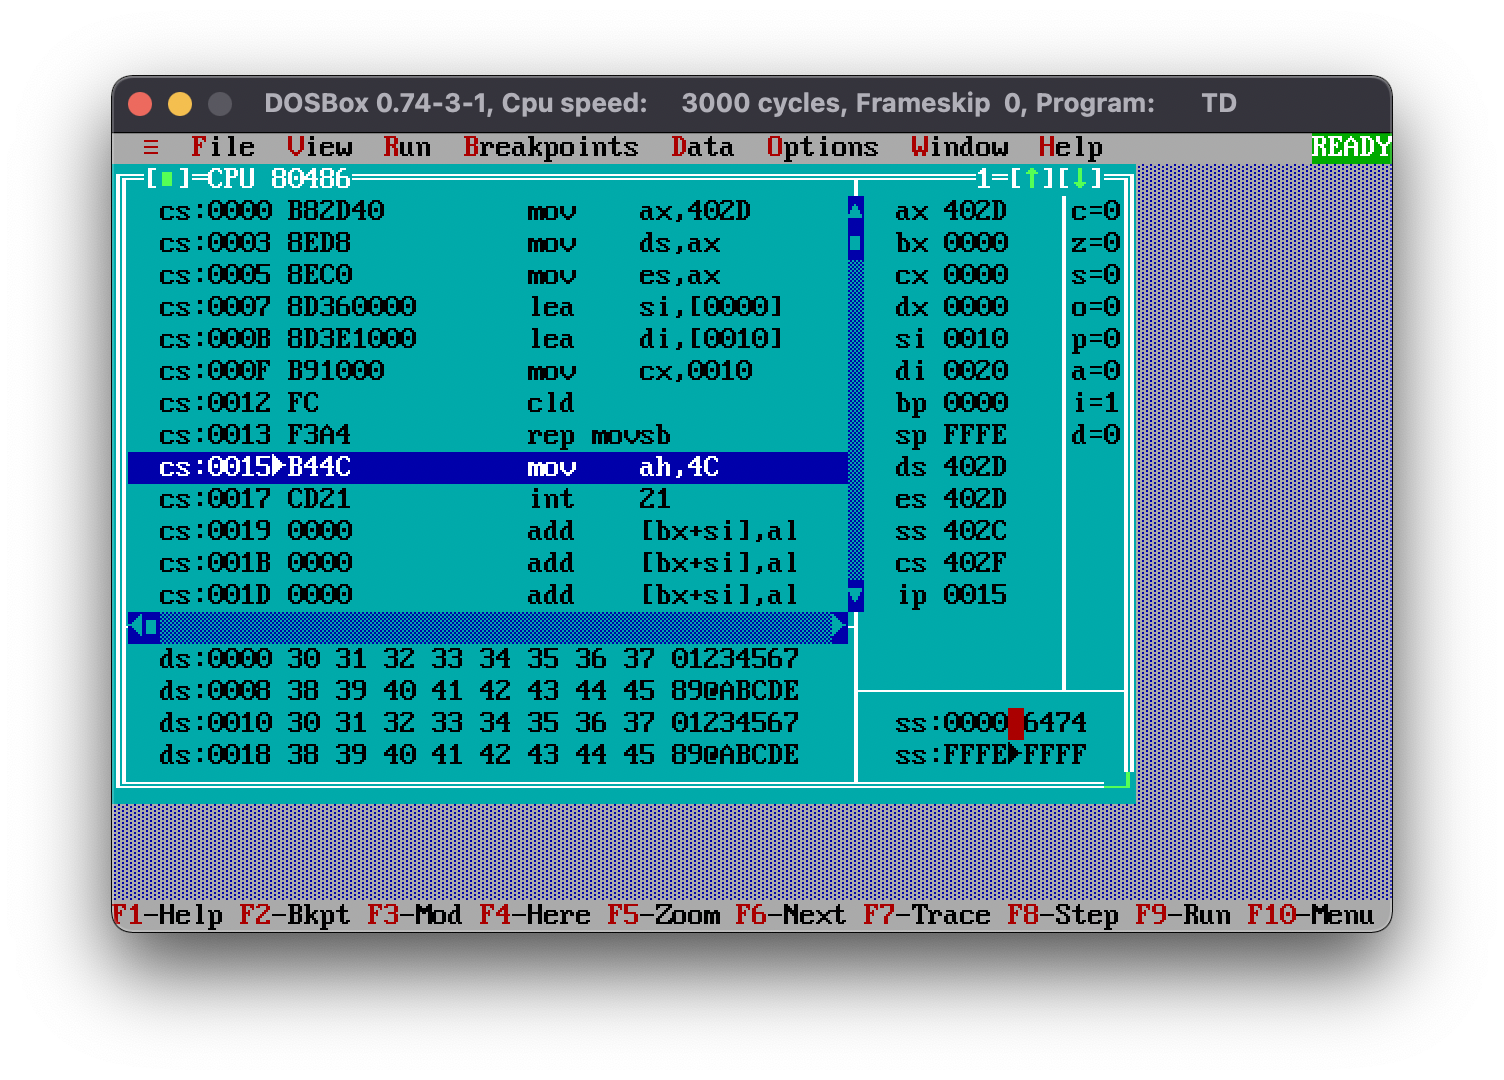 DOSBox 0.74-3-1, Cpu speed: 3000 cycles, Frameskip 0, Program: TD
≡ File View Run Breakpoints Data Options Window Help READY
[■]=CPU 80486 1=[↑][↓]
cs:0000 B82D40 mov ax,402D ax 402D c=0
cs:0003 8ED8 mov ds,ax bx 0000 z=0
cs:0005 8EC0 mov es,ax cx 0000 s=0
cs:0007 8D360000 lea si,[0000] dx 0000 o=0
cs:000B 8D3E1000 lea di,[0010] si 0010 p=0
cs:000F B91000 mov cx,0010 di 0020 a=0
cs:0012 FC cld bp 0000 i=1
cs:0013 F3A4 rep movsb sp FFFE d=0
cs:0015►B44C mov ah,4C ds 402D
cs:0017 CD21 int 21 es 402D
cs:0019 0000 add [bx+si],al ss 402C
cs:001B 0000 add [bx+si],al cs 402F
cs:001D 0000 add [bx+si],al ip 0015
ds:0000 30 31 32 33 34 35 36 37 01234567
ds:0008 38 39 40 41 42 43 44 45 89@ABCDE
ds:0010 30 31 32 33 34 35 36 37 01234567 ss:0000 6474
ds:0018 38 39 40 41 42 43 44 45 89@ABCDE ss:FFFE►FFFF
F1-Help F2-Bkpt F3-Mod F4-Here F5-Zoom F6-Next F7-Trace F8-Step F9-Run F10-Menu